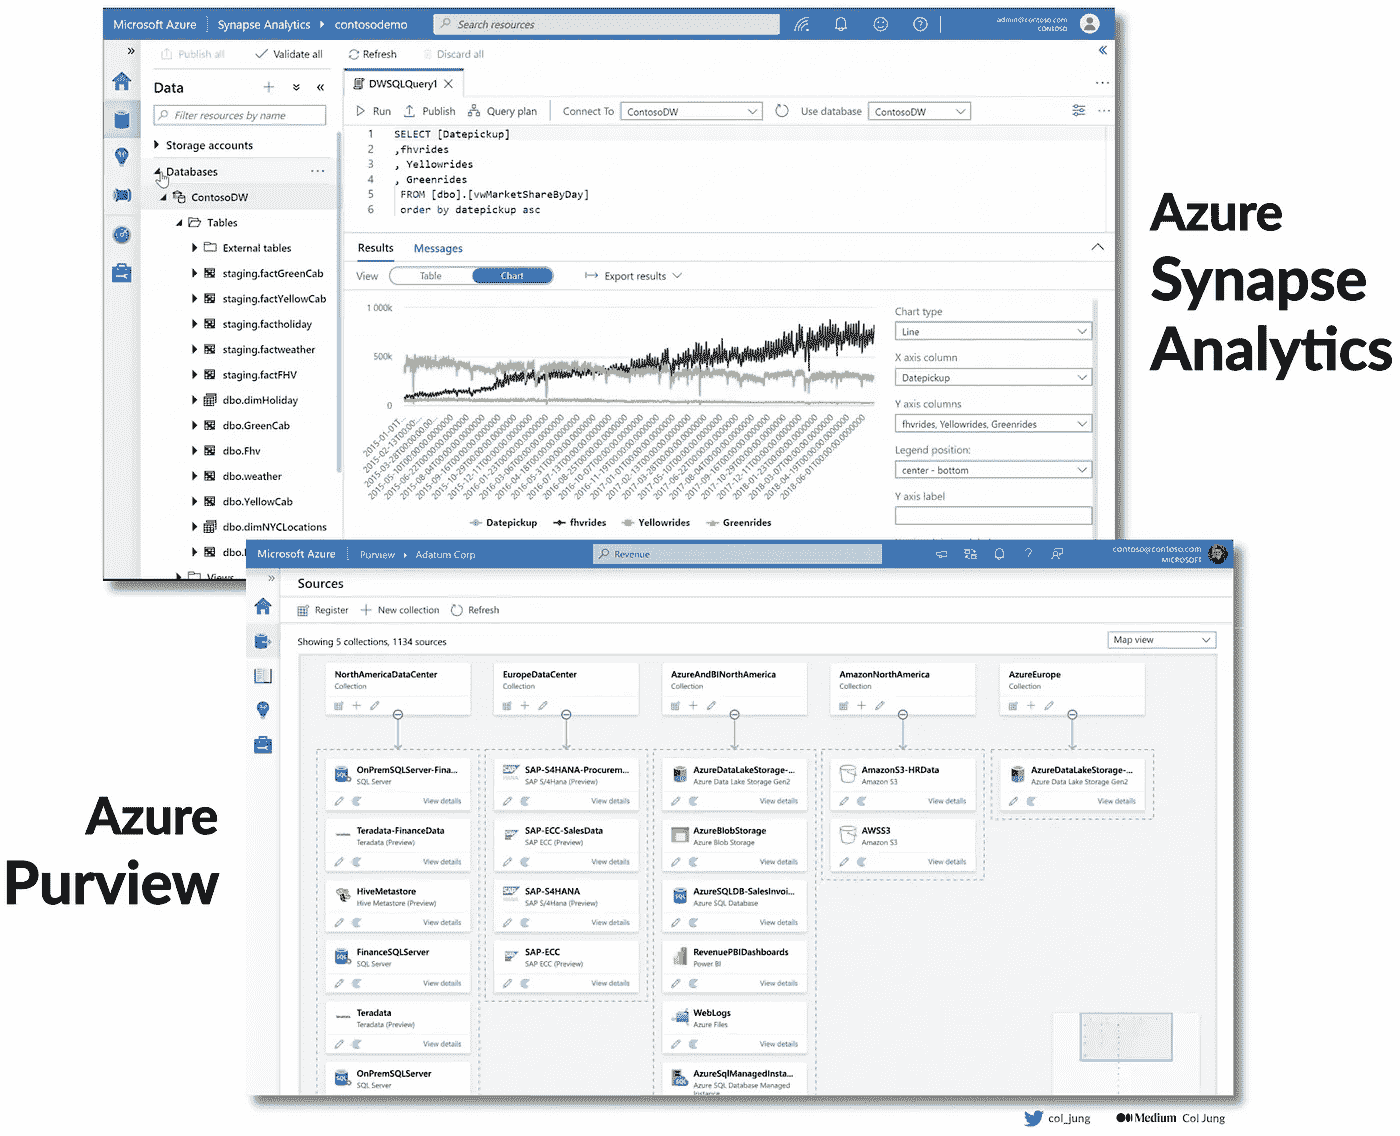 Microsoft Azure Synapse Analytics contosodemo Search resources admin@contoso.com
CONTOSO
Publish all Validate all Refresh Discard all
Data
Filter resources by name
Storage accounts
Databases
ContosoDW
Tables
External tables
staging.factGreenCab
staging.factYellowCab
staging.factholiday
staging.factweather
staging.factFHV
dbo.dimHoliday
dbo.GreenCab
dbo.Fhv
dbo.weather
dbo.YellowCab
dbo.dimNYCLocations
Views
DWSQLQuery1
Run Publish Query plan Connect To ContosoDW Use database ContosoDW
1 SELECT [Datepickup]
2 ,fhvrides
3 , Yellowrides
4 , Greenrides
5 FROM [dbo].[vwMarketShareByDay]
6 order by datepickup asc
Results Messages
View Table Chart Export results
1 000k
500k
0
Datepickup fhvrides Yellowrides Greenrides
Chart type
Line
X axis column
Datepickup
Y axis columns
fhvrides, Yellowrides, Greenrides
Legend position:
center - bottom
Y axis label
Azure
Synapse
Analytics
Azure
Purview
Microsoft Azure Purview Adatum Corp Revenue contoso@contoso.com
MICROSOFT
Sources
Register New collection Refresh
Showing 5 collections, 1134 sources Map view
NorthAmericaDataCenter
Collection
OnPremSQLServer-Fina...
SQL Server
View details
Teradata-FinanceData
Teradata (Preview)
View details
HiveMetastore
Hive Metastore (Preview)
View details
FinanceSQLServer
SQL Server
View details
Teradata
Teradata (Preview)
View details
OnPremSQLServer
SQL Server
EuropeDataCenter
Collection
SAP-S4HANA-Procurem...
SAP S/4Hana (Preview)
View details
SAP-ECC-SalesData
SAP ECC (Preview)
View details
SAP-S4HANA
SAP S/4Hana (Preview)
View details
SAP-ECC
SAP ECC (Preview)
View details
AzureAndBINorthAmerica
Collection
AzureDataLakeStorage-...
Azure Data Lake Storage Gen2
View details
AzureBlobStorage
Azure Blob Storage
View details
AzureSQLDB-SalesInvoi...
Azure SQL Database
View details
RevenuePBIDashboards
Power BI
View details
WebLogs
Azure Files
View details
AzureSqlManagedInsta...
Azure SQL Database Managed
Instance
AmazonNorthAmerica
Collection
AmazonS3-HRData
Amazon S3
View details
AWSS3
Amazon S3
View details
AzureEurope
Collection
AzureDataLakeStorage-...
Azure Data Lake Storage Gen2
View details
col_jung Medium Col Jung